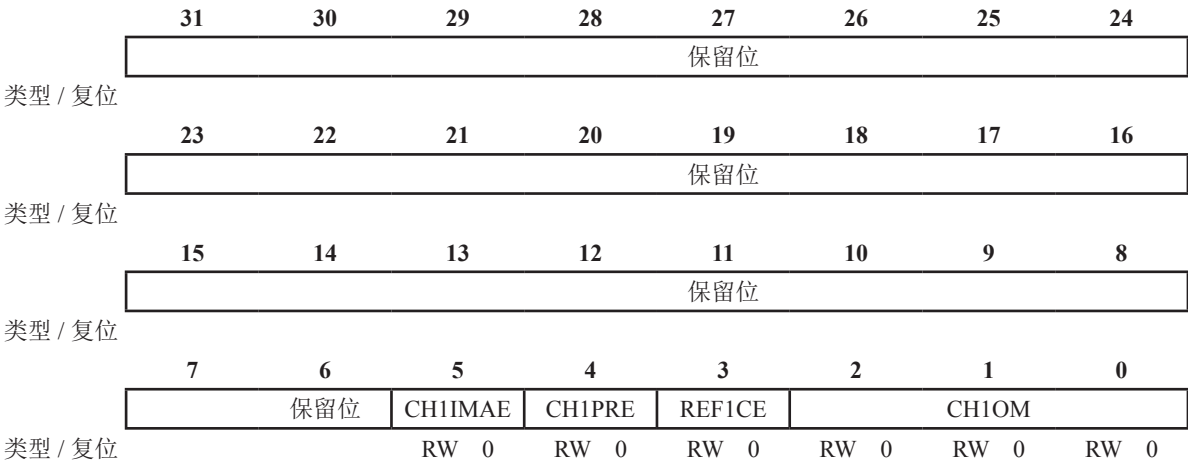 31 30 29 28 27 26 25 24
保留位
类型 / 复位
23 22 21 20 19 18 17 16
保留位
类型 / 复位
15 14 13 12 11 10 9 8
保留位
类型 / 复位
7 6 5 4 3 2 1 0
保留位 CH1IMAE CH1PRE REF1CE CH1OM
类型 / 复位 RW 0 RW 0 RW 0 RW 0 RW 0 RW 0